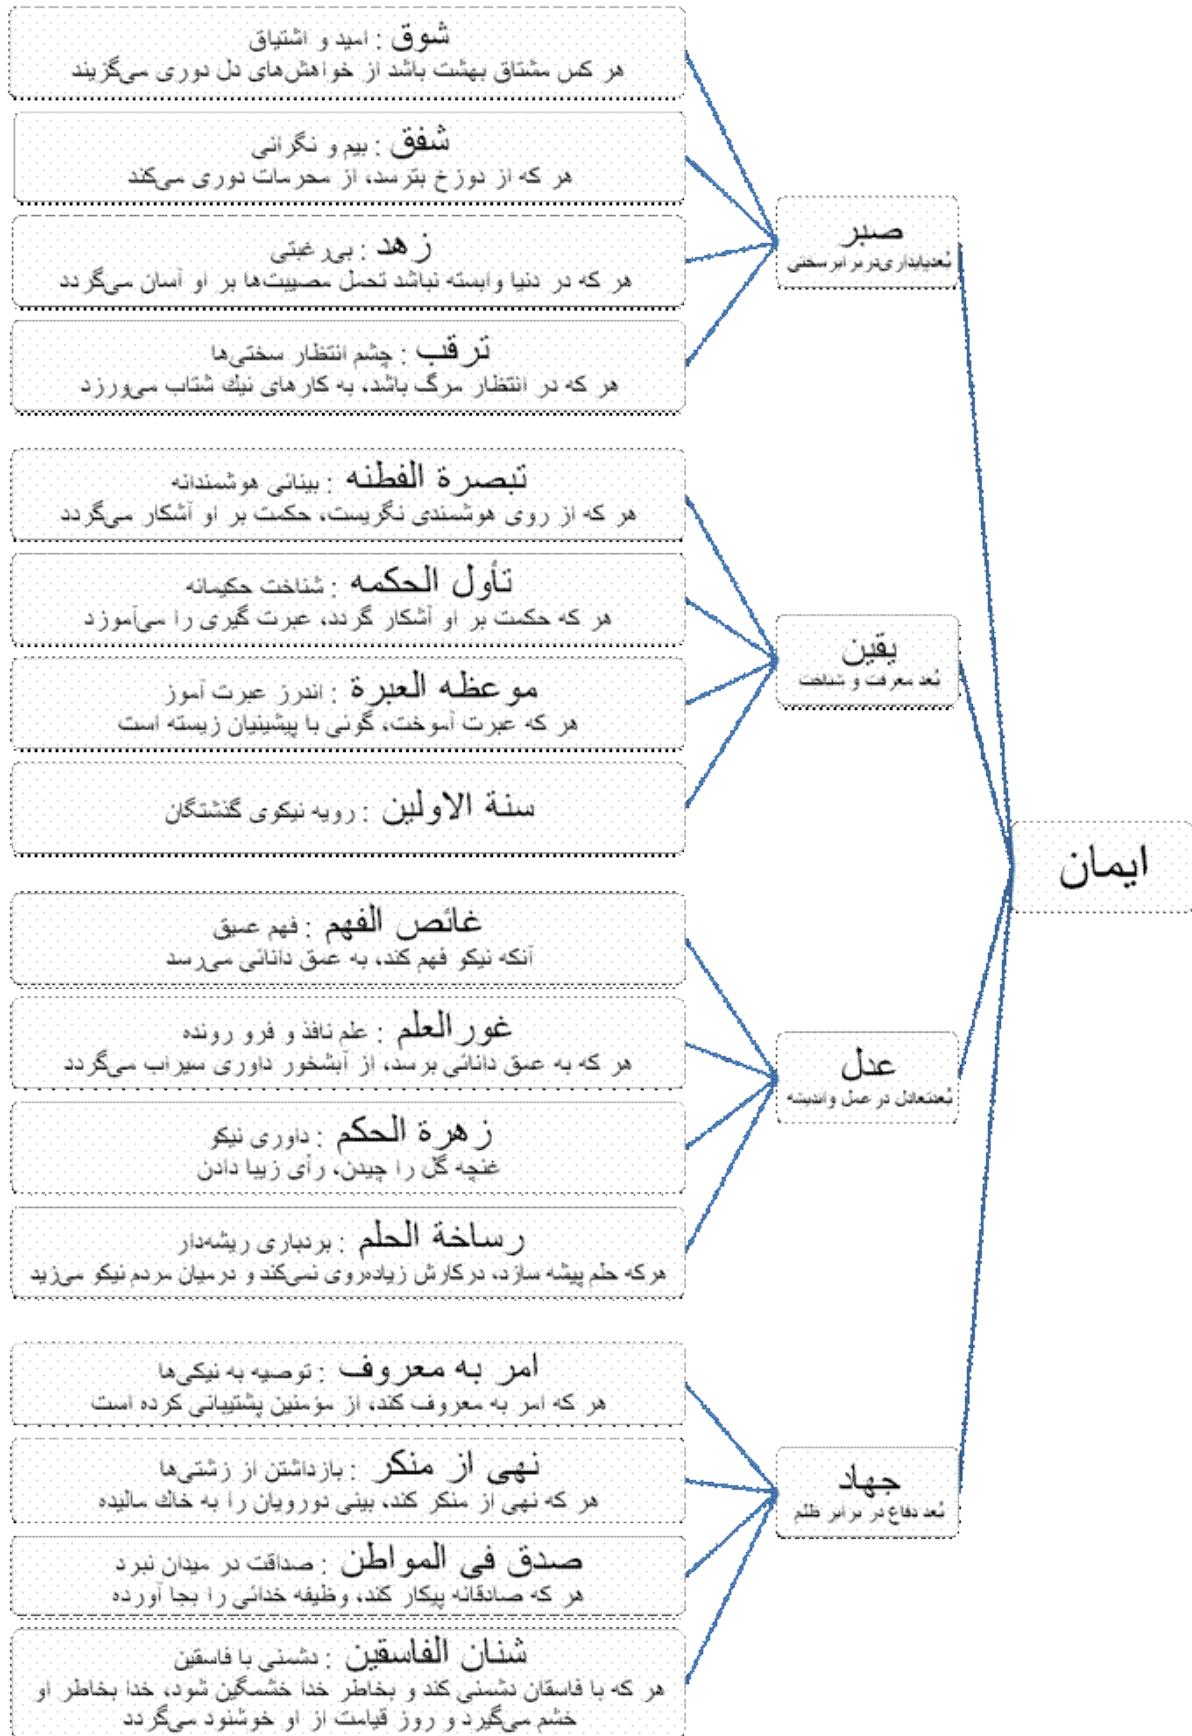 ایمان
صبر
بُعدپایداری‌در برابر سختی
شوق : امید و اشتیاق
هر کس مشتاق بهشت باشد از خواهش‌های دل دوری می‌گزیند
شفق : بیم و نگرانی
هر که از دوزخ بترسد، از محرمات دوری می‌کند
زهد : بی‌رغبتی
هر که در دنیا وابسته نباشد تحمل مصیبت‌ها بر او آسان می‌گردد
ترقب : چشم انتظار سختی‌ها
هر که در انتظار مرگ باشد، به کارهای نیك شتاب می‌ورزد
یقین
بُعد معرفت و شناخت
تبصرة الفطنه : بینائی هوشمندانه
هر که از روی هوشمندی نگریست، حکمت بر او آشکار می‌گردد
تأول الحکمه : شناخت حکیمانه
هر که حکمت بر او آشکار گردد، عبرت گیری را می‌آموزد
موعظه العبرة : اندرز عبرت آموز
هر که عبرت آموخت، گوئی با پیشینیان زیسته است
سنة الاولین : رویه نیکوی گذشتگان
عدل
بُعدتعادل در عمل واندیشه
غائص الفهم : فهم عمیق
آنکه نیکو فهم کند، به عمق دانائی می‌رسد
غورالعلم : علم نافذ و فرو رونده
هر که به عمق دانائی برسد، از آبشخور داوری سیراب می‌گردد
زهرة الحکم : داوری نیکو
غنچه گل را چیدن، رأی زیبا دادن
رساخة الحلم : بردباری ریشه‌دار
هرکه حلم پیشه سازد، درکارش زیاده‌روی نمی‌کند و درمیان مردم نیکو می‌زید
جهاد
بُعد دفاع در برابر ظلم
امر به معروف : توصیه به نیکی‌ها
هر که امر به معروف کند، از مؤمنین پشتیبانی کرده است
نهی از منکر : بازداشتن از زشتی‌ها
هر که نهی از منکر کند، بینی دورویان را به خاك مالیده
صدق فی المواطن : صداقت در میدان نبرد
هر که صادقانه پیکار کند، وظیفه خدائی را بجا آورده
شنان الفاسقین : دشمنی با فاسقین
هر که با فاسقان دشمنی کند و بخاطر خدا خشمگین شود، خدا بخاطر او
خشم می‌گیرد و روز قیامت از او خوشنود می‌گردد